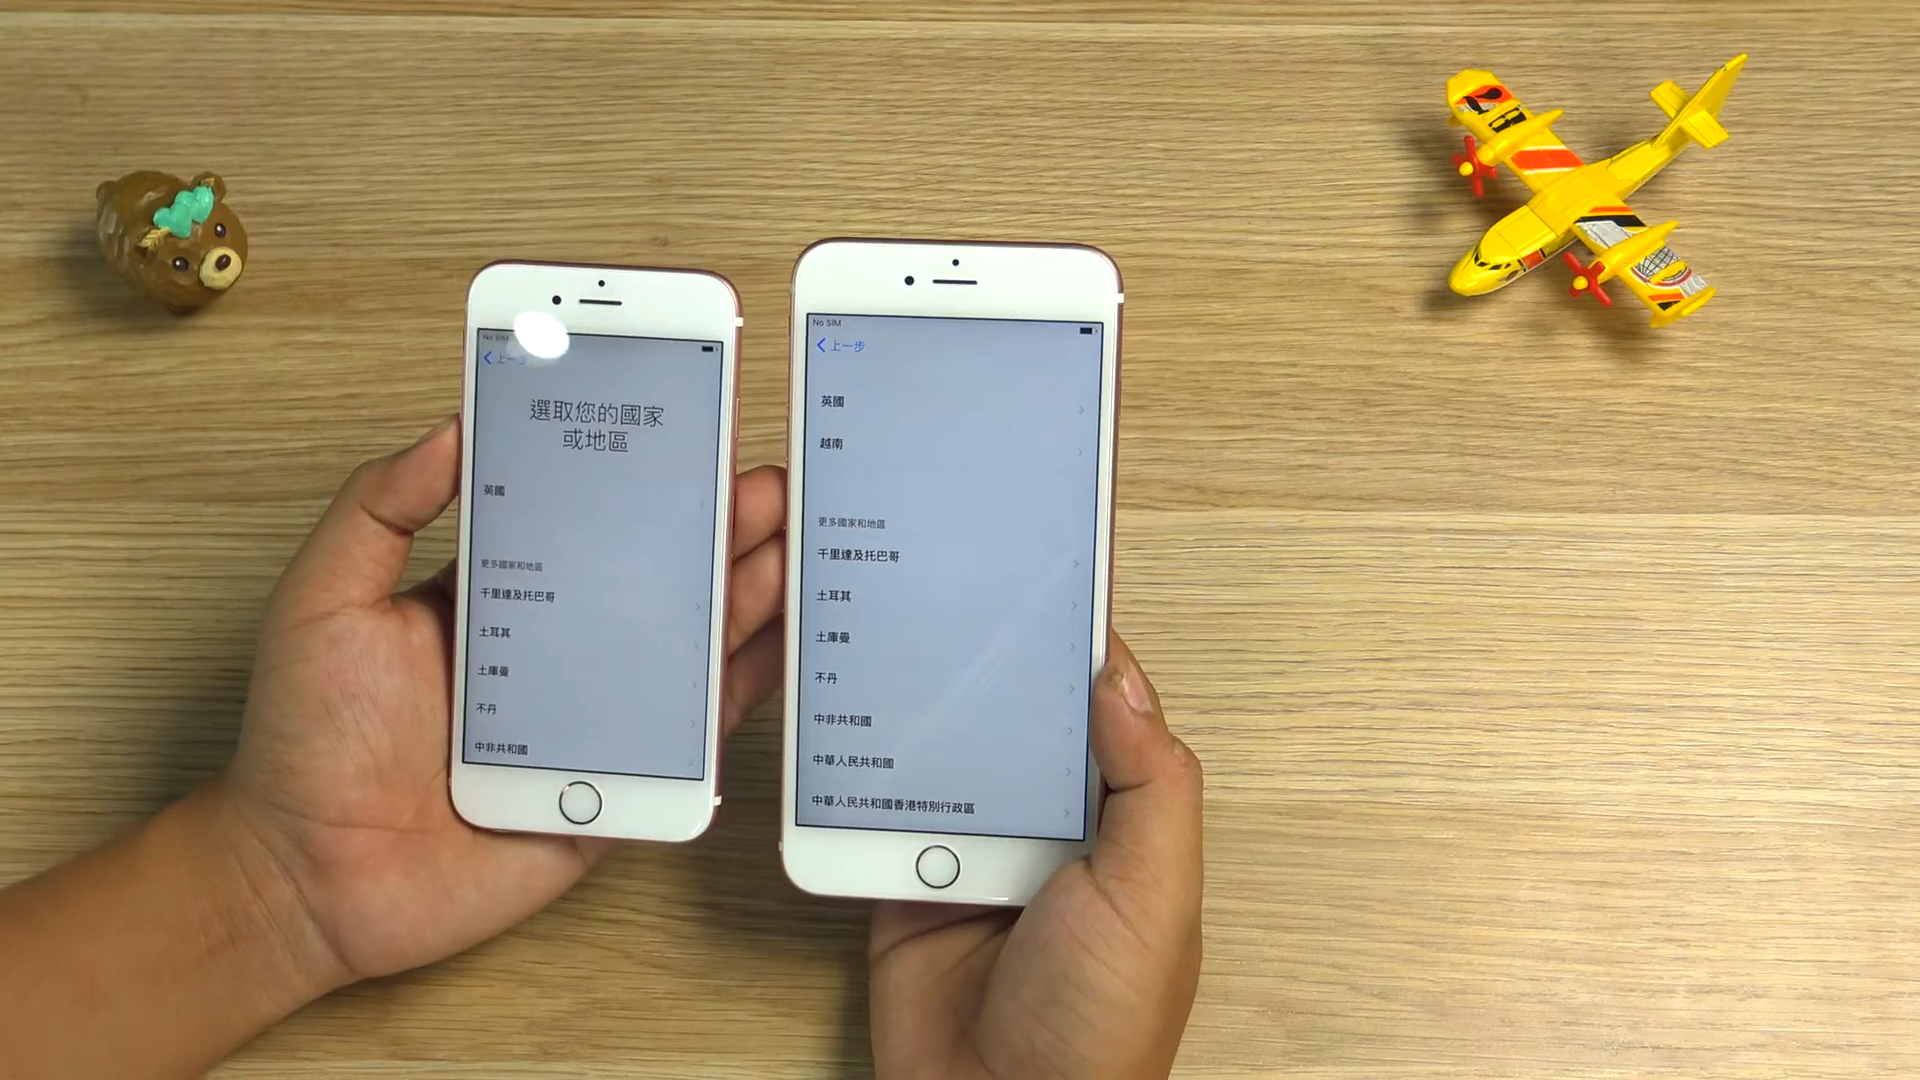 No SIM
上一步
選取您的國家
或地區
英國
更多國家和地區
千里達及托巴哥
土耳其
土庫曼
不丹
中非共和國
No SIM
上一步
英國
越南
更多國家和地區
千里達及托巴哥
土耳其
土庫曼
不丹
中非共和國
中華人民共和國
中華人民共和國香港特別行政區